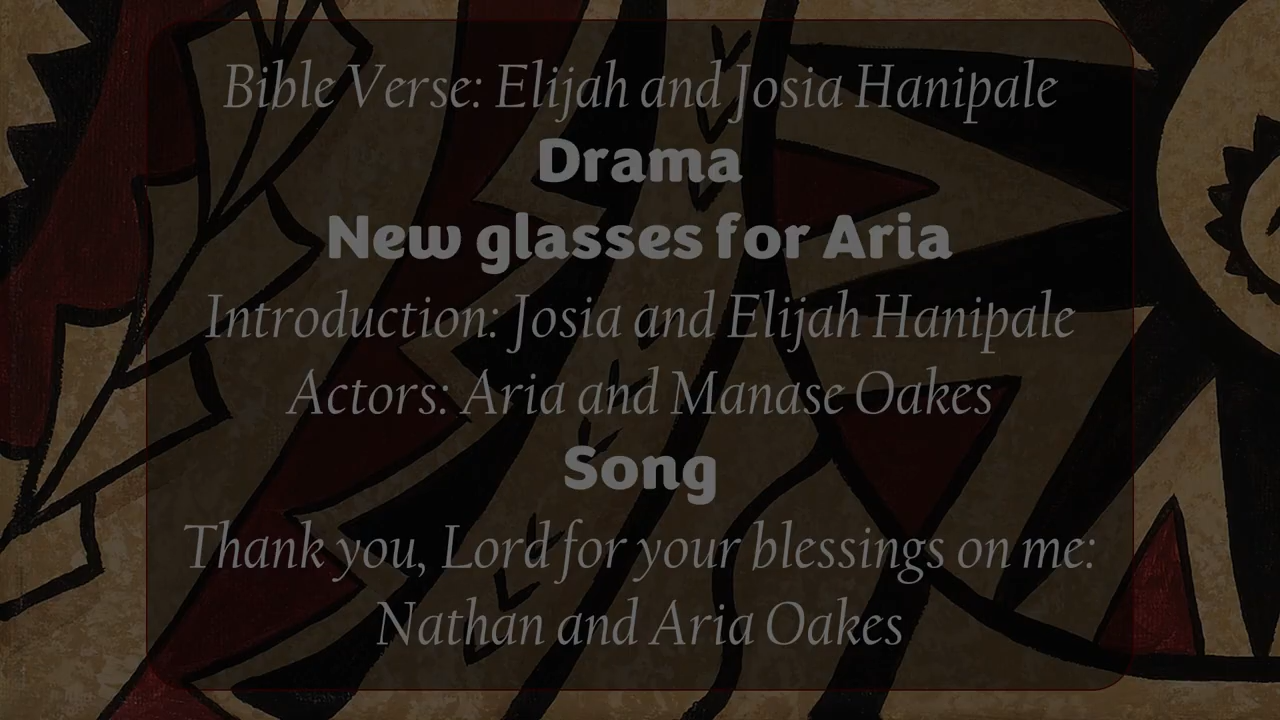 Bible Verse: Elijah and Josia Hanipale
Drama
New glasses for Aria
Introduction: Josia and Elijah Hanipale
Actors: Aria and Manase Oakes
Song
Thank you, Lord for your blessings on me:
Nathan and Aria Oakes